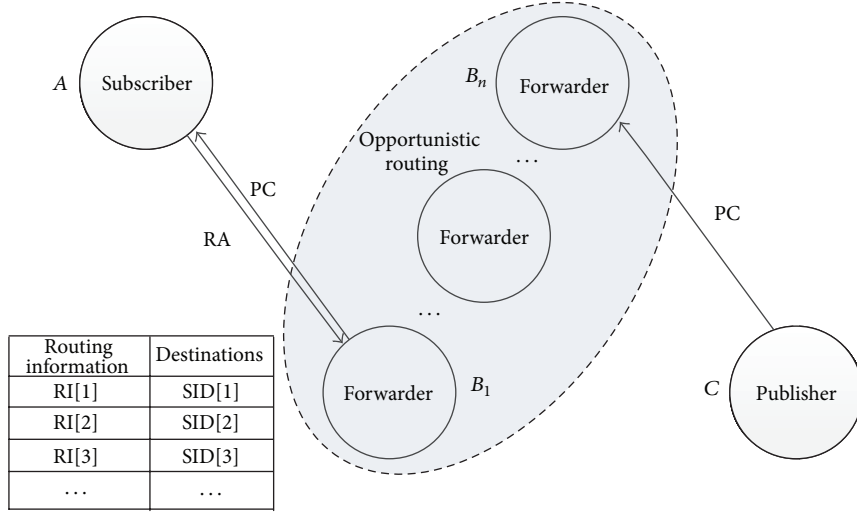 A
Subscriber
B_n
Forwarder
Opportunistic
routing
...
Forwarder
PC
RA
PC
...
Forwarder
B_1
C
Publisher
Routing
information
Destinations
RI[1]
SID[1]
RI[2]
SID[2]
RI[3]
SID[3]
...
...